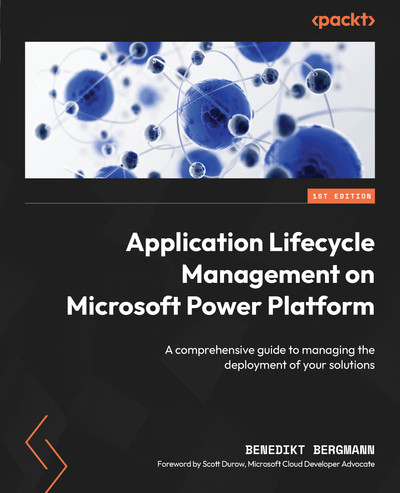 <packt>
1ST EDITION
Application Lifecycle
Management on
Microsoft Power Platform
A comprehensive guide to managing the
deployment of your solutions
BENEDIKT BERGMANN
Foreword by Scott Durow, Microsoft Cloud Developer Advocate